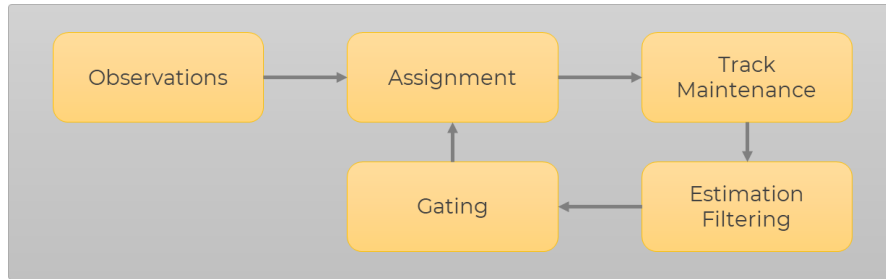 Observations
Assignment
Track
Maintenance
Gating
Estimation
Filtering